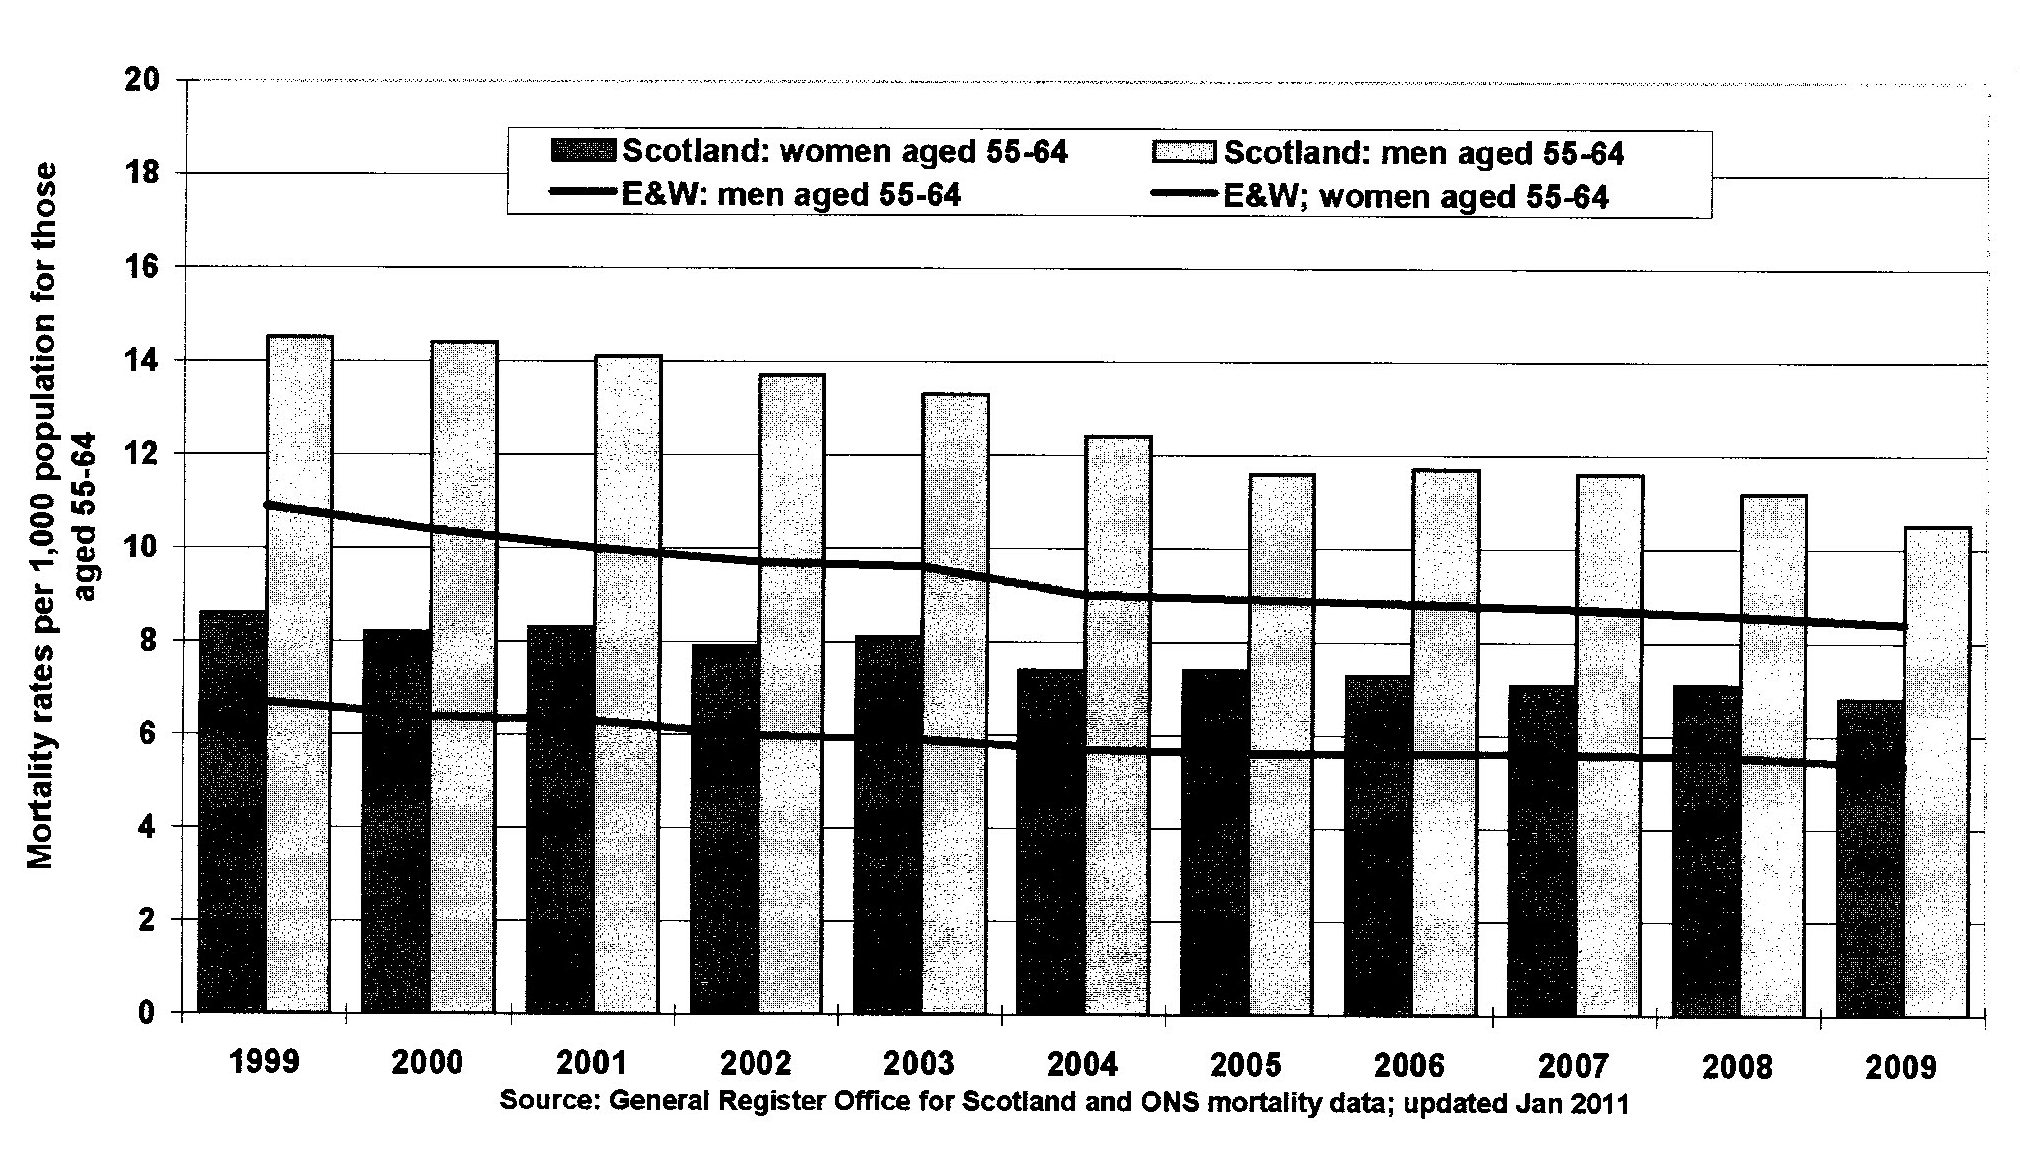 Mortality rates per 1,000 population for those
aged 55-64
20
18
16
14
12
10
8
6
4
2
0
Scotland: women aged 55-64
Scotland: men aged 55-64
E&W: men aged 55-64
E&W; women aged 55-64
1999 2000 2001 2002 2003 2004 2005 2006 2007 2008 2009
Source: General Register Office for Scotland and ONS mortality data; updated Jan 2011